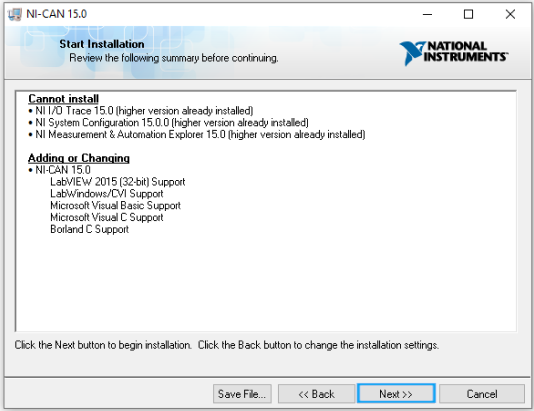 NI-CAN 15.0
Start Installation
Review the following summary before continuing.
NATIONAL
INSTRUMENTS
Cannot install
• NI I/O Trace 15.0 (higher version already installed)
• NI System Configuration 15.0.0 (higher version already installed)
• NI Measurement & Automation Explorer 15.0 (higher version already installed)
Adding or Changing
• NI-CAN 15.0
LabVIEW 2015 (32-bit) Support
LabWindows/CVI Support
Microsoft Visual Basic Support
Microsoft Visual C Support
Borland C Support
Click the Next button to begin installation. Click the Back button to change the installation settings.
Save File... << Back Next >> Cancel